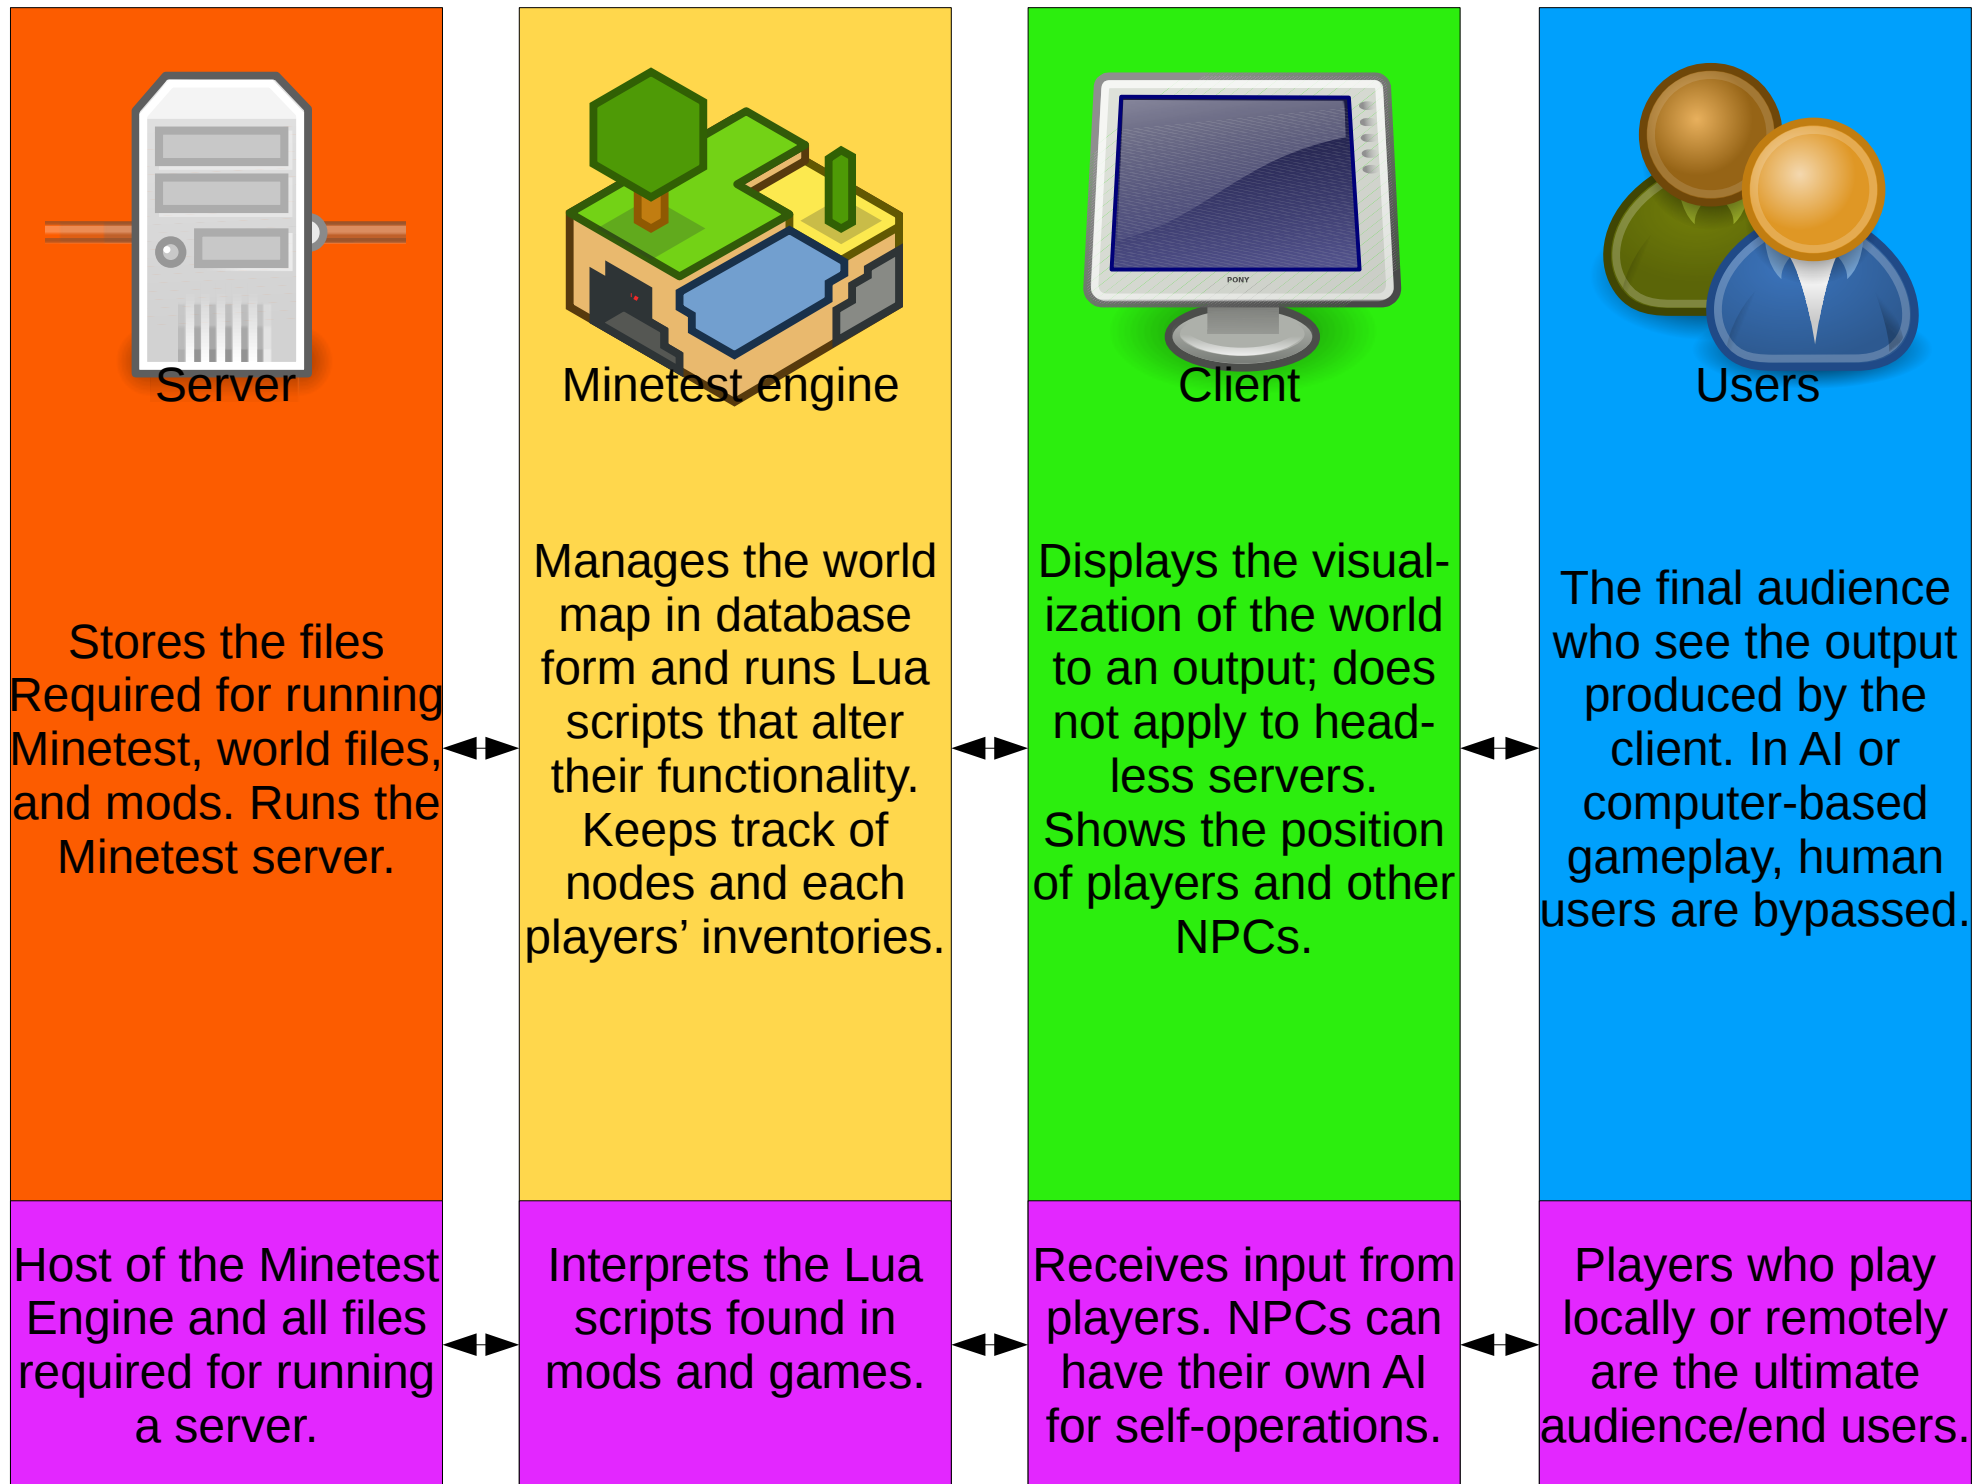 PONY
Server
Minetest engine
Client
Users
Stores the files
Required for running
Minetest, world files,
and mods. Runs the
Minetest server.
Manages the world
map in database
form and runs Lua
scripts that alter
their functionality.
Keeps track of
nodes and each
players’ inventories.
Displays the visual-
ization of the world
to an output; does
not apply to head-
less servers.
Shows the position
of players and other
NPCs.
The final audience
who see the output
produced by the
client. In AI or
computer-based
gameplay, human
users are bypassed.
Host of the Minetest
Engine and all files
required for running
a server.
Interprets the Lua
scripts found in
mods and games.
Receives input from
players. NPCs can
have their own AI
for self-operations.
Players who play
locally or remotely
are the ultimate
audience/end users.